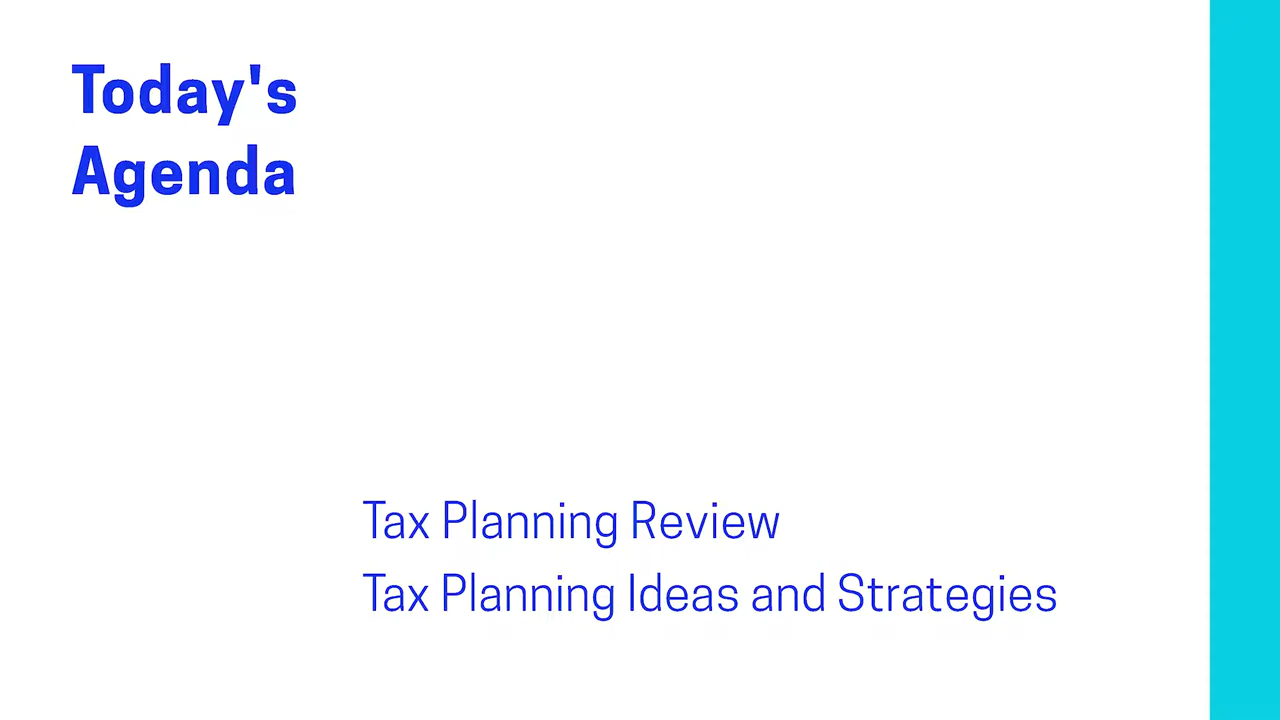 Today's
Agenda
Tax Planning Review
Tax Planning Ideas and Strategies